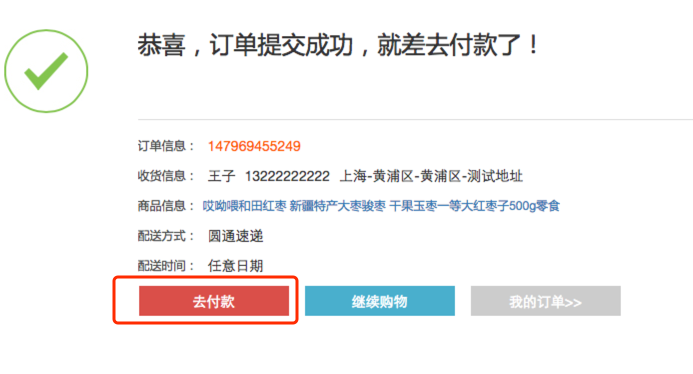 恭喜，订单提交成功，就差去付款了！
订单信息： 147969455249
收货信息： 王子 13222222222 上海-黄浦区-黄浦区-测试地址
商品信息： 哎呦喂和田红枣 新疆特产大枣骏枣 干果玉枣一等大红枣子500g零食
配送方式： 圆通速递
配送时间： 任意日期
去付款 继续购物 我的订单>>